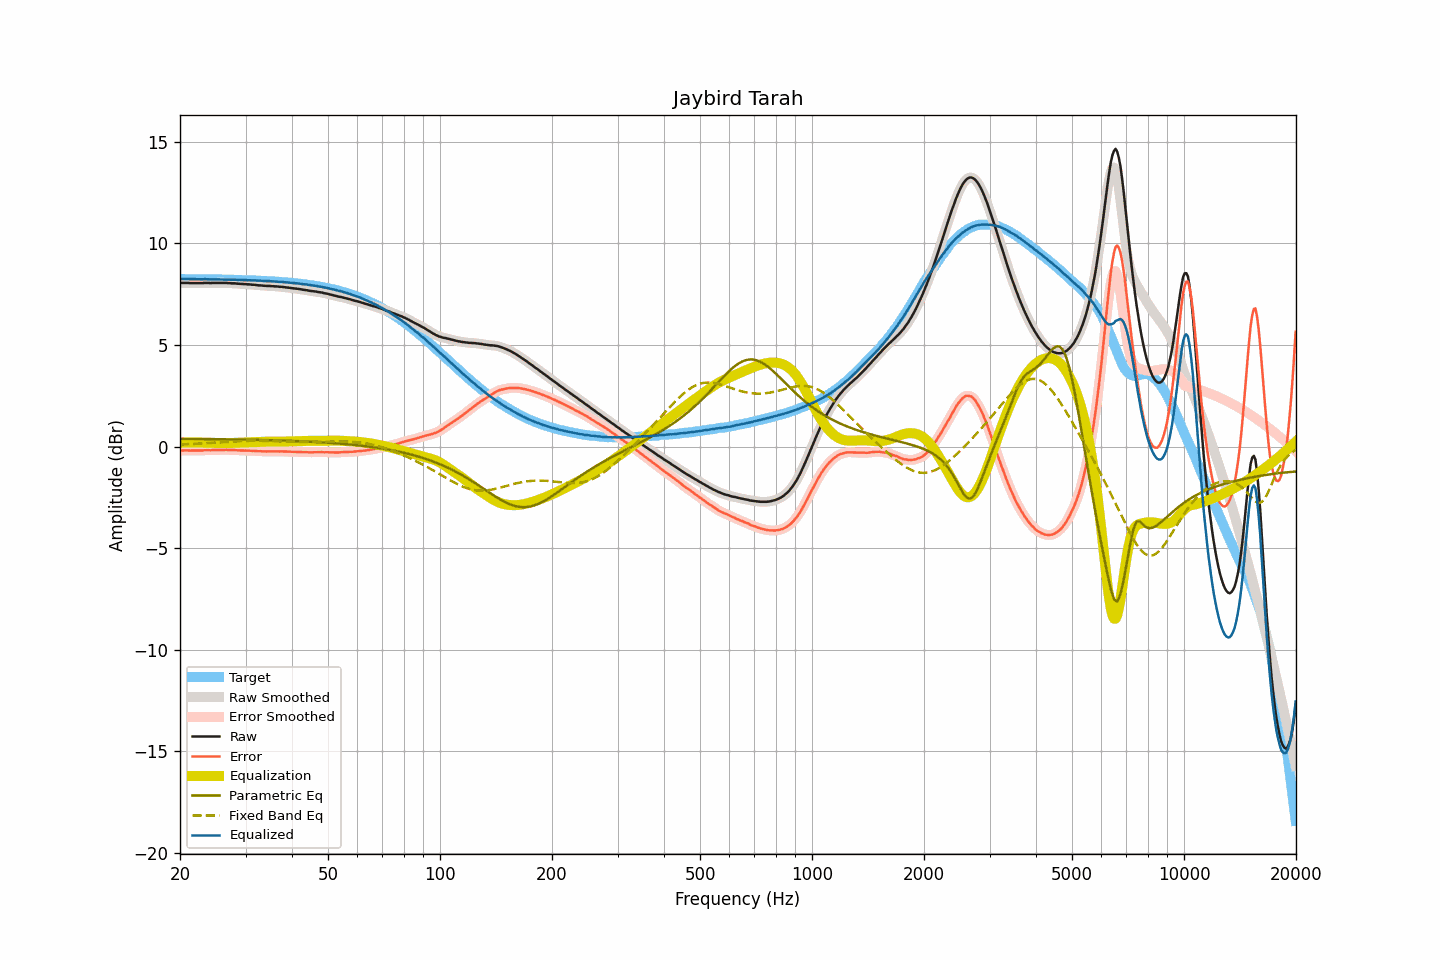 Jaybird Tarah
15
10
5
0
−5
−10
−15
−20
Amplitude (dBr)
Target
Raw Smoothed
Error Smoothed
Raw
Error
Equalization
Parametric Eq
Fixed Band Eq
Equalized
20 50 100 200 500 1000 2000 5000 10000 20000
Frequency (Hz)